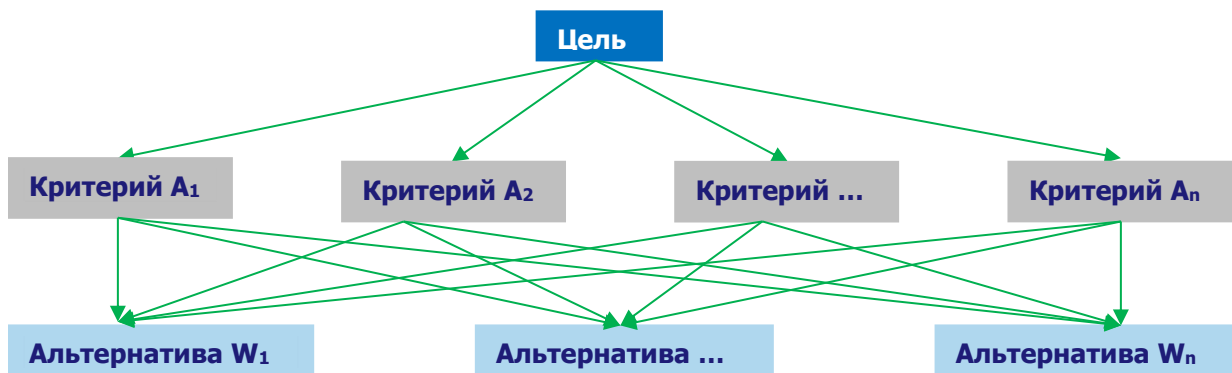 Цель
Критерий A₁
Критерий A₂
Критерий ...
Критерий Aₙ
Альтернатива W₁
Альтернатива ...
Альтернатива Wₙ